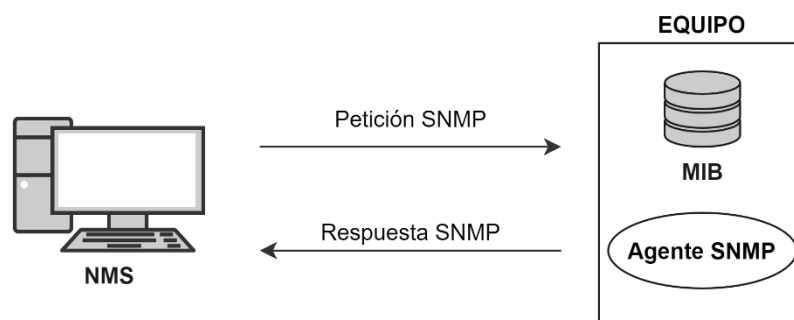 EQUIPO
Petición SNMP
MIB
Respuesta SNMP
Agente SNMP
NMS